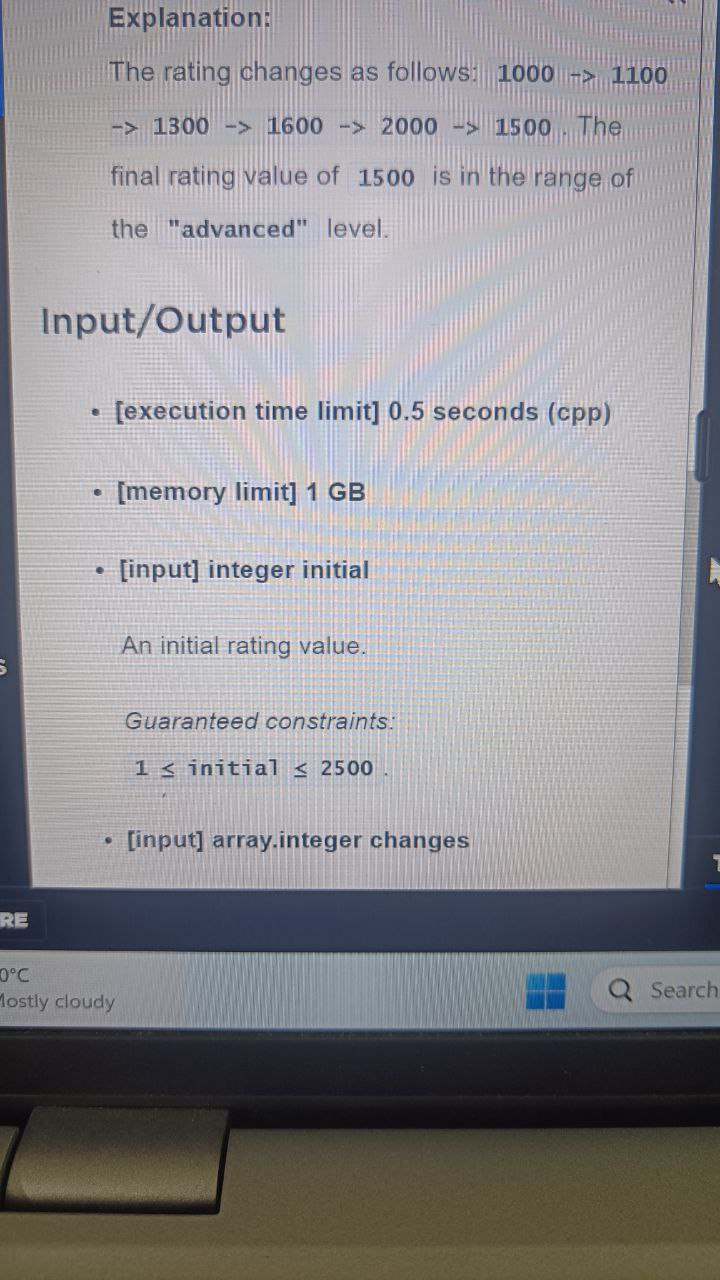 Explanation:
The rating changes as follows: 1000 -> 1100
-> 1300 -> 1600 -> 2000 -> 1500 . The
final rating value of 1500 is in the range of
the "advanced" level.
Input/Output
• [execution time limit] 0.5 seconds (cpp)
• [memory limit] 1 GB
• [input] integer initial
An initial rating value.
Guaranteed constraints:
1 ≤ initial ≤ 2500 .
• [input] array.integer changes
RE
0°C
Mostly cloudy
Search